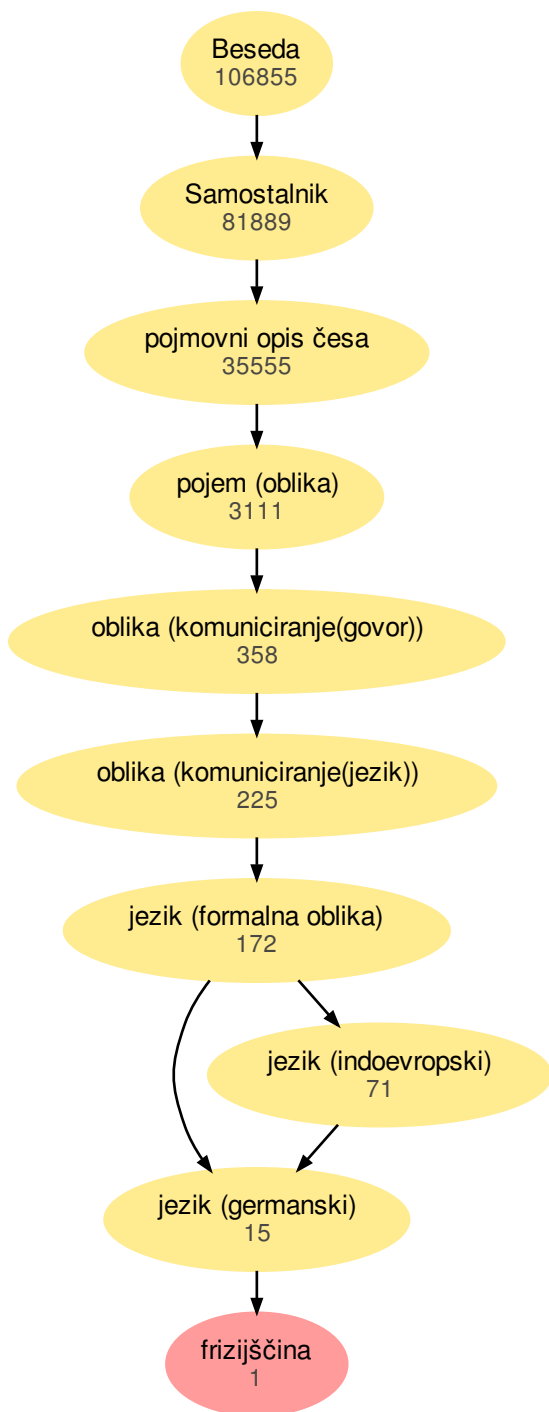 Beseda
106855
Samostalnik
81889
pojmovni opis česa
35555
pojem (oblika)
3111
oblika (komuniciranje(govor))
358
oblika (komuniciranje(jezik))
225
jezik (formalna oblika)
172
jezik (indoevropski)
71
jezik (germanski)
15
frizijščina
1